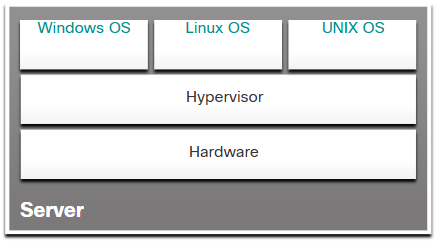 Windows OS Linux OS UNIX OS
Hypervisor
Hardware
Server